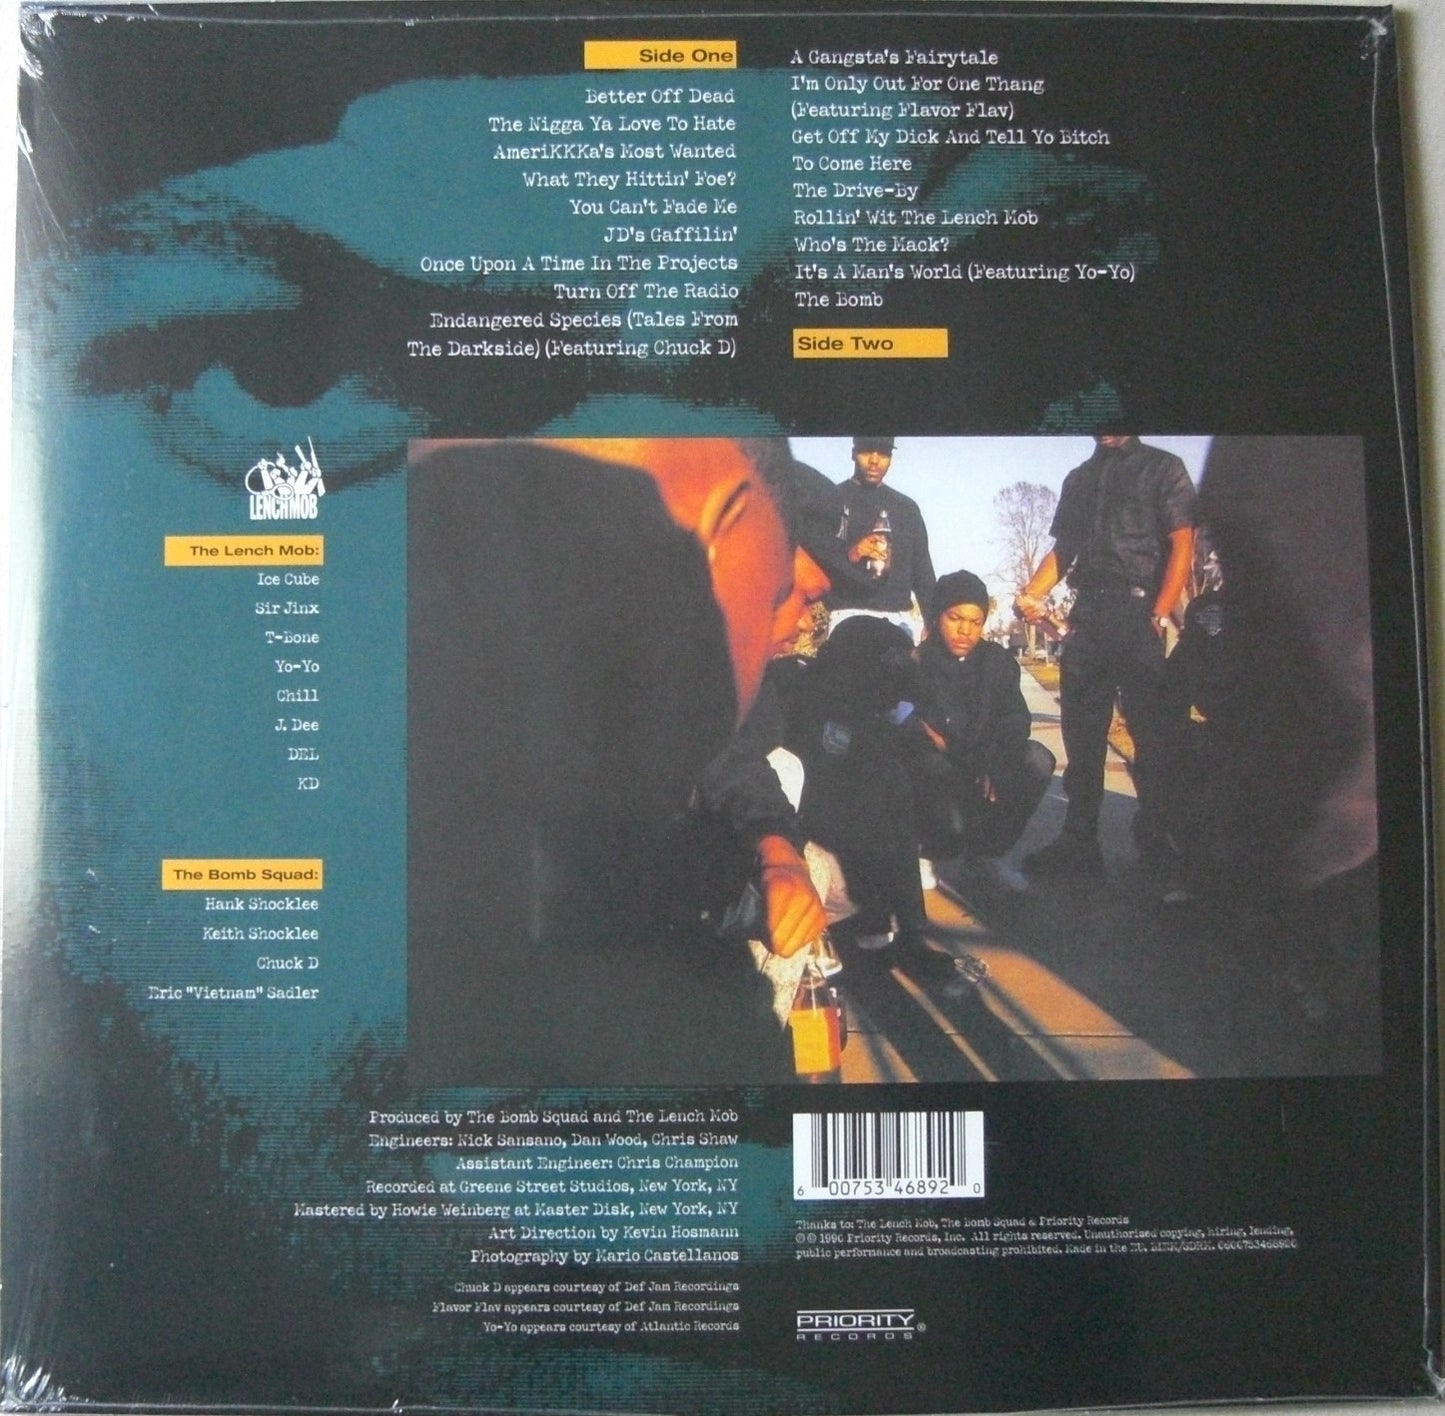 Side One
Better Off Dead
The Nigga Ya Love To Hate
AmeriKKKa's Most Wanted
What They Hittin' Foe?
You Can't Fade Me
JD's Gaffilin'
Once Upon A Time In The Projects
Turn Off The Radio
Endangered Species (Tales From
The Darkside) (Featuring Chuck D)
A Gangsta's Fairytale
I'm Only Out For One Thang
(Featuring Flavor Flav)
Get Off My Dick And Tell Yo Bitch
To Come Here
The Drive-By
Rollin' Wit The Lench Mob
Who's The Mack?
It's A Man's World (Featuring Yo-Yo)
The Bomb
Side Two
LENCHMOB
The Lench Mob:
Ice Cube
Sir Jinx
T-Bone
Yo-Yo
Chill
J. Dee
DEL
KD
The Bomb Squad:
Hank Shocklee
Keith Shocklee
Chuck D
Eric "Vietnam" Sadler
Produced by The Bomb Squad and The Lench Mob
Engineers: Nick Sansano, Dan Wood, Chris Shaw
Assistant Engineer: Chris Champion
Recorded at Greene Street Studios, New York, NY
Mastered by Howie Weinberg at Master Disk, New York, NY
Art Direction by Kevin Hosmann
Photography by Mario Castellanos
Chuck D appears courtesy of Def Jam Recordings
Flavor Flav appears courtesy of Def Jam Recordings
Yo-Yo appears courtesy of Atlantic Records
6 00753 46892 0
Thanks to: The Lench Mob, The Bomb Squad & Priority Records
℗© 1990 Priority Records, Inc. All rights reserved. Unauthorised copying, hiring, lending,
public performance and broadcasting prohibited. Made in the EU.
PRIORITY
RECORDS®